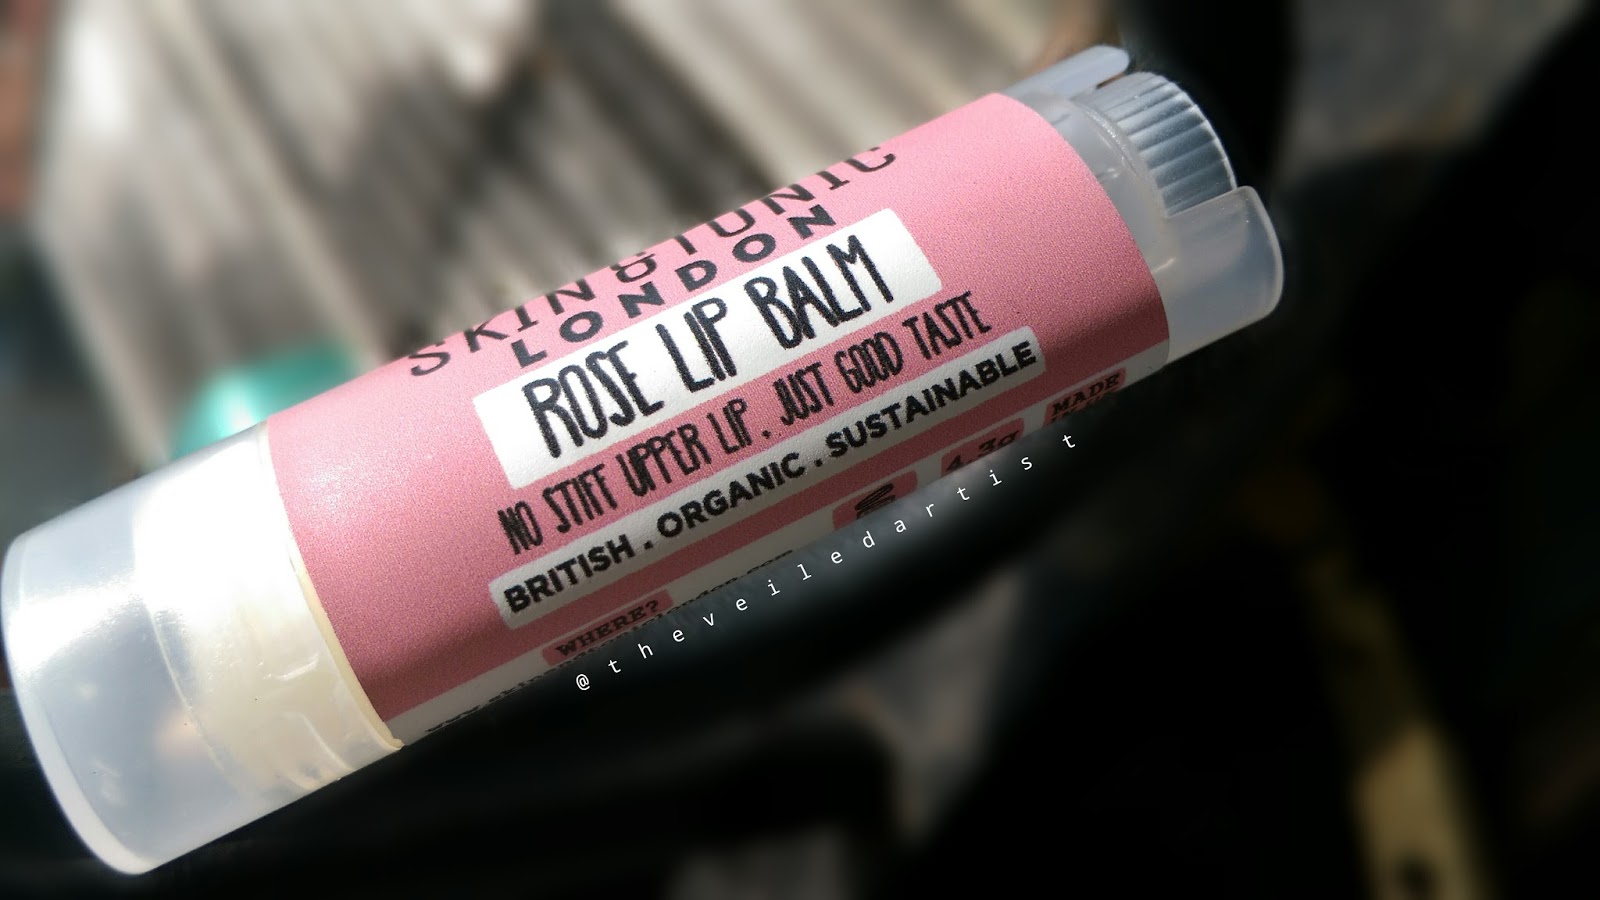 SKIN&TONIC
LONDON
ROSE LIP BALM
NO STIFF UPPER LIP. JUST GOOD TASTE
BRITISH . ORGANIC . SUSTAINABLE
WHERE?
4.3g
MADE
@theveiledartist